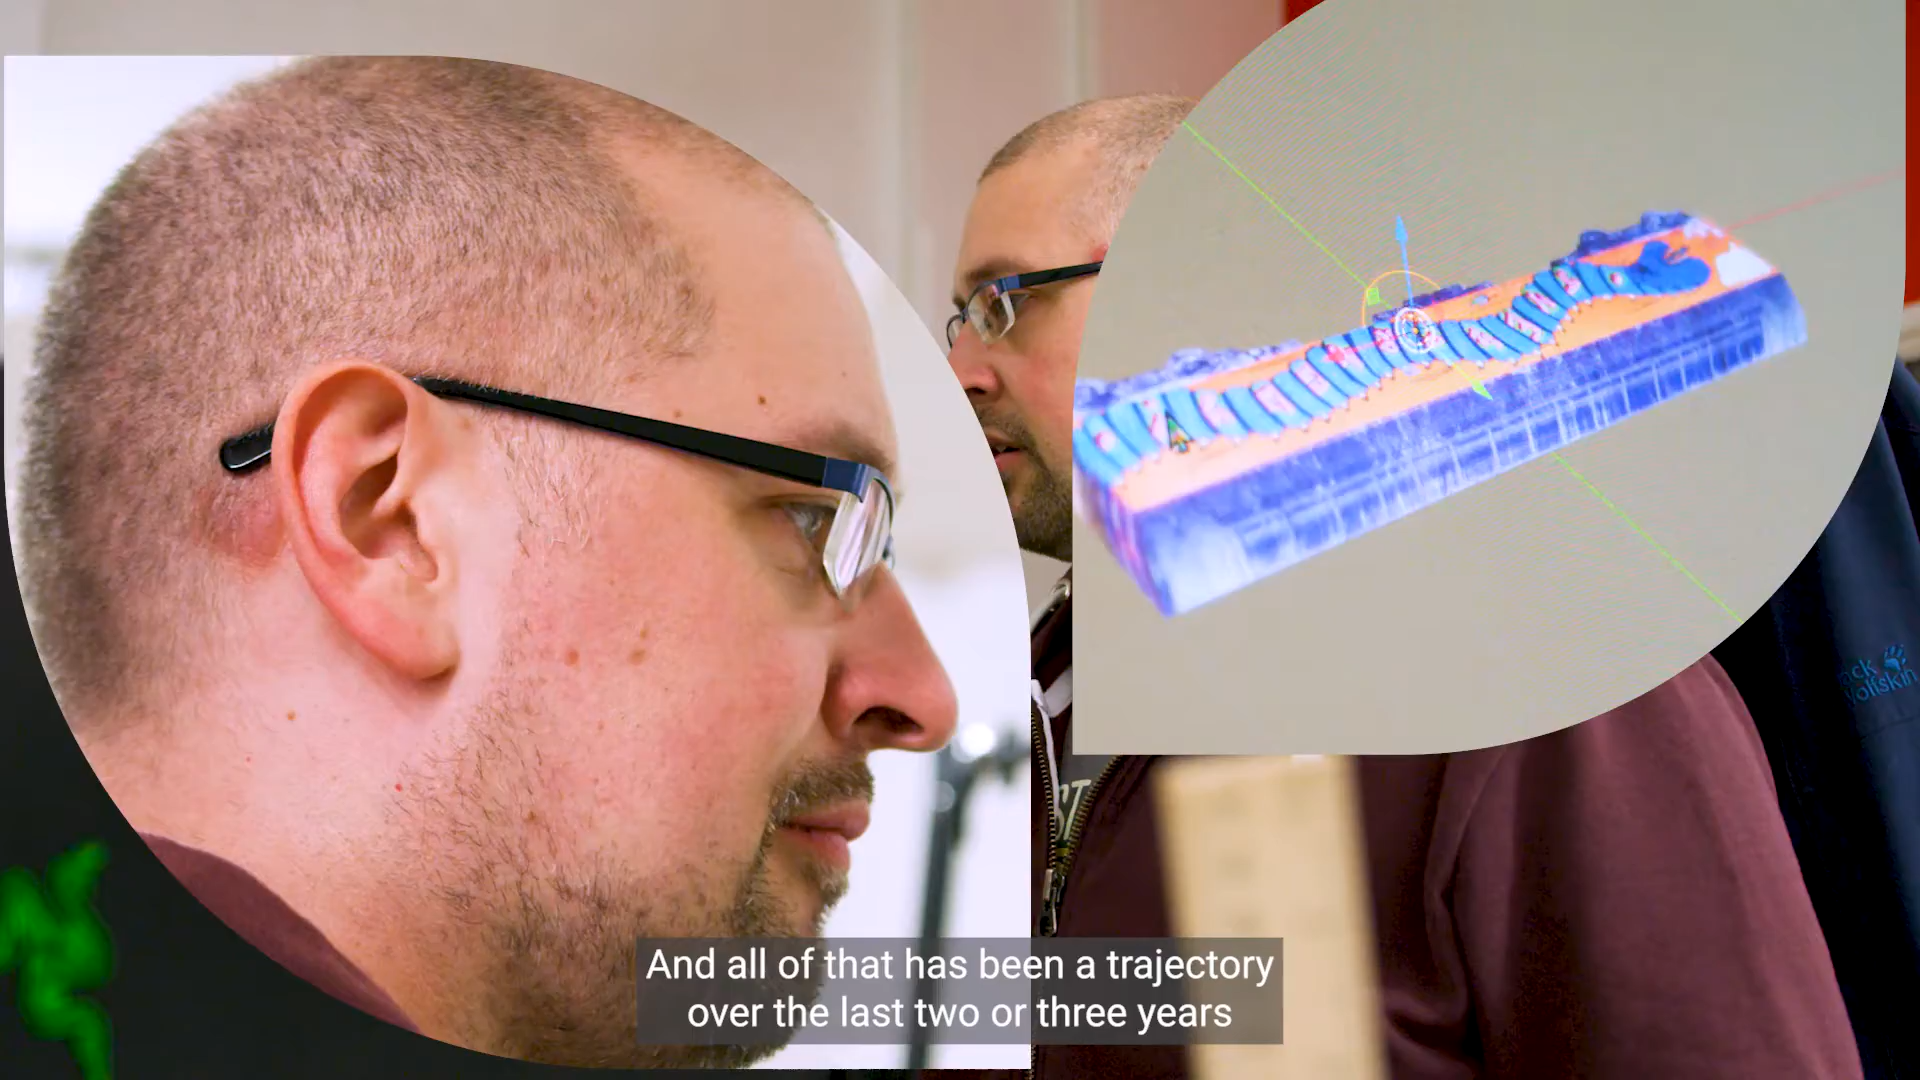 And all of that has been a trajectory
over the last two or three years